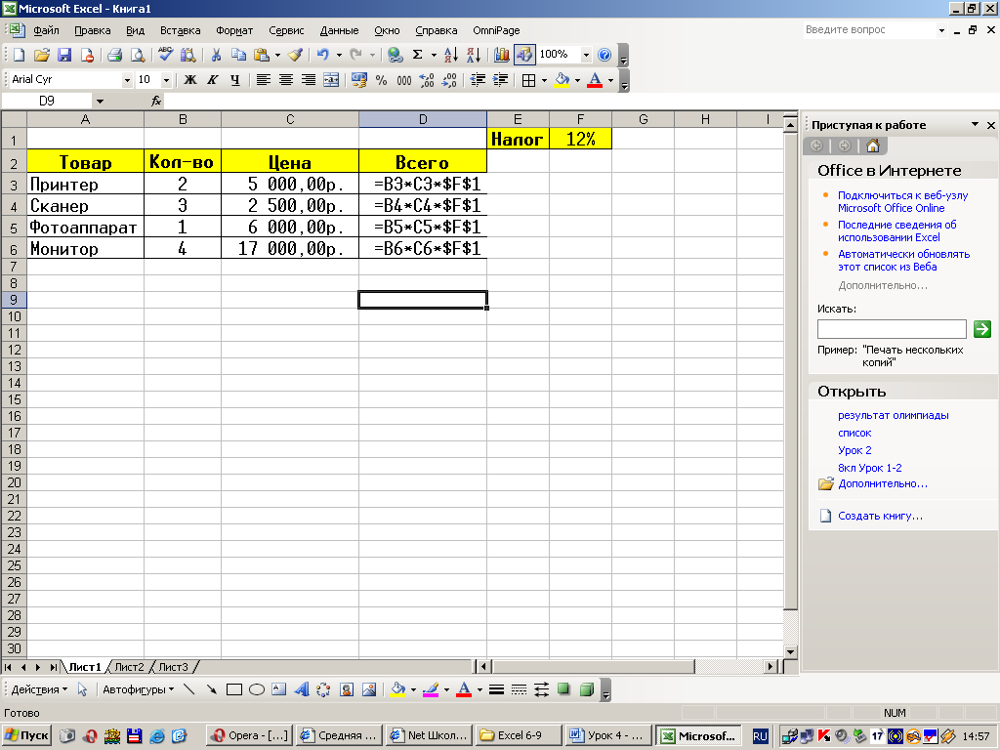 Microsoft Excel - Книга1
Файл Правка Вид Вставка Формат Сервис Данные Окно Справка OmniPage Введите вопрос
100%
Arial Cyr 10 Ж К Ч % 000
D9 fx
A B C D E F G H I
1 Налог 12%
2 Товар Кол-во Цена Всего
3 Принтер 2 5 000,00р. =B3*C3*$F$1
4 Сканер 3 2 500,00р. =B4*C4*$F$1
5 Фотоаппарат 1 6 000,00р. =B5*C5*$F$1
6 Монитор 4 17 000,00р. =B6*C6*$F$1
7
8
9
10
11
12
13
14
15
16
17
18
19
20
21
22
23
24
25
26
27
28
29
30
Приступая к работе
Office в Интернете
Подключиться к веб-узлу
Microsoft Office Online
Последние сведения об
использовании Excel
Автоматически обновлять
этот список из Веба
Дополнительно...
Искать:
Пример: "Печать нескольких
копий"
Открыть
результат олимпиады
список
Урок 2
8кл Урок 1-2
Дополнительно...
Создать книгу...
Лист1 Лист2 Лист3
Действия Автофигуры
Готово NUM
Пуск Opera - [...] Средняя ... Net Школ... Excel 6-9 Урок 4 - ... Microsof... RU 17 14:57